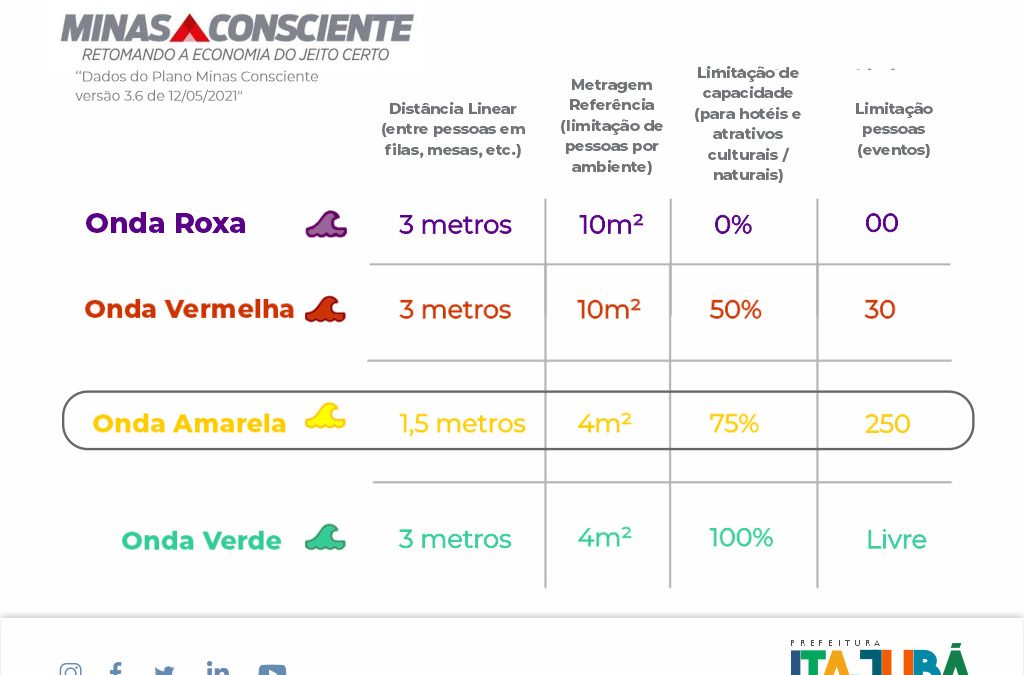 MINAS CONSCIENTE
RETOMANDO A ECONOMIA DO JEITO CERTO
"Dados do Plano Minas Consciente
versão 3.6 de 12/05/2021"
Distância Linear
(entre pessoas em
filas, mesas, etc.)
Metragem
Referência
(limitação de
pessoas por
ambiente)
Limitação de
capacidade
(para hotéis e
atrativos
culturais /
naturais)
Limitação
pessoas
(eventos)
Onda Roxa 3 metros 10m² 0% 00
Onda Vermelha 3 metros 10m² 50% 30
Onda Amarela 1,5 metros 4m² 75% 250
Onda Verde 3 metros 4m² 100% Livre
PREFEITURA
ITAJUBÁ